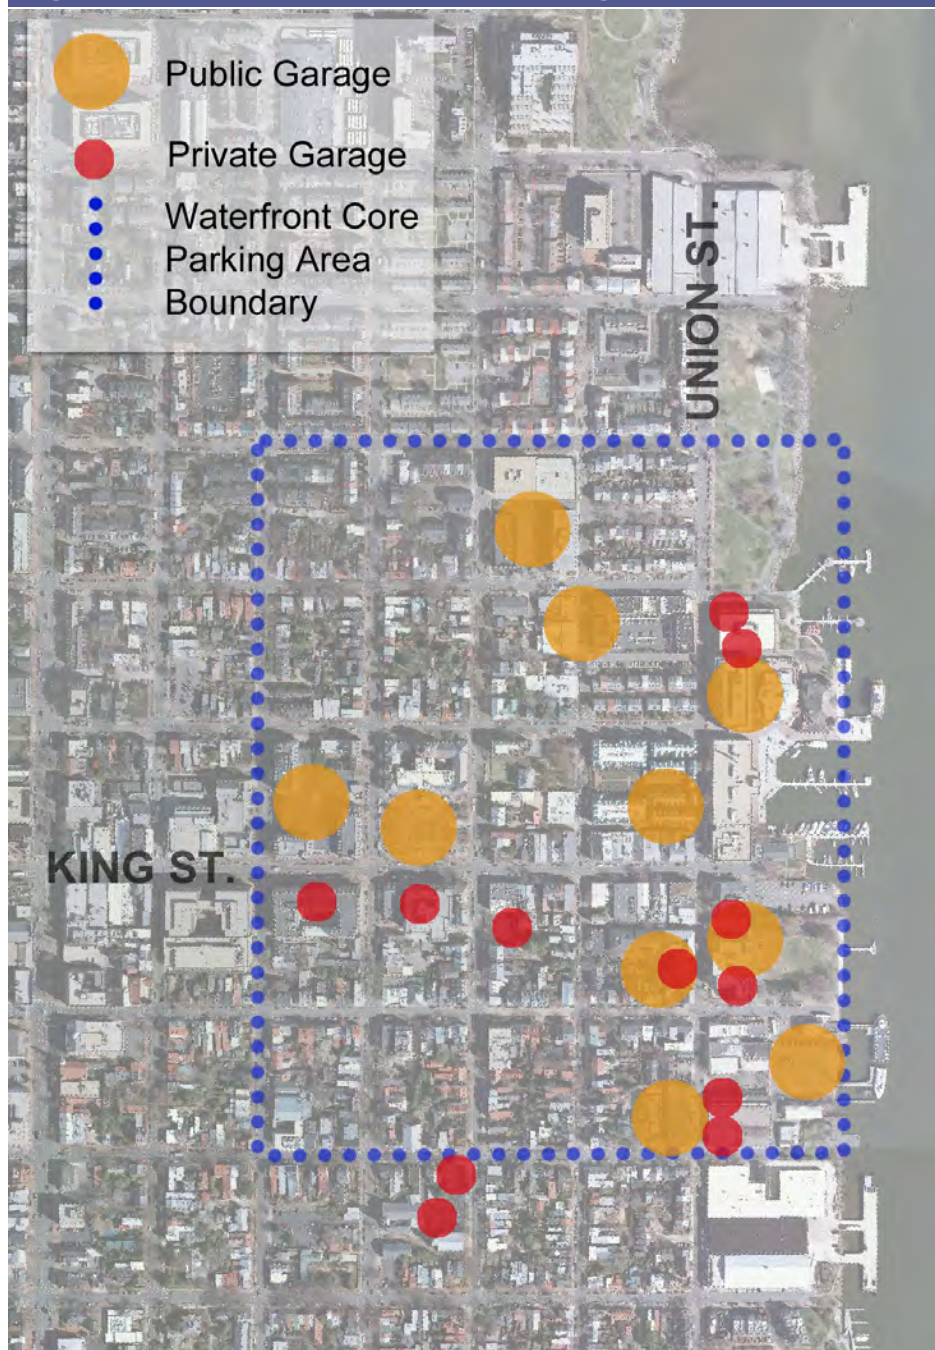 Public Garage
Private Garage
Waterfront Core
Parking Area
Boundary
UNION ST.
KING ST.